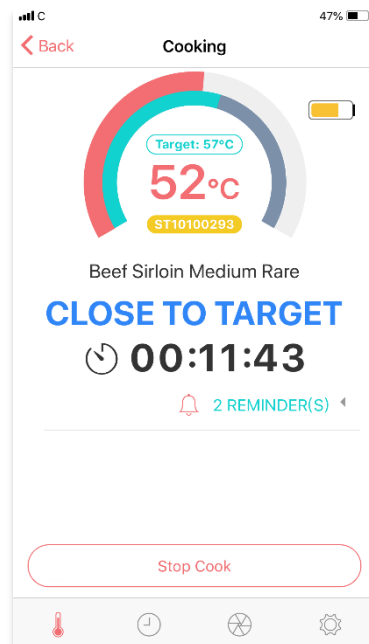 C 47%
Back Cooking
Target: 57°C
52°C
ST10100293
Beef Sirloin Medium Rare
CLOSE TO TARGET
00:11:43
2 REMINDER(S)
Stop Cook